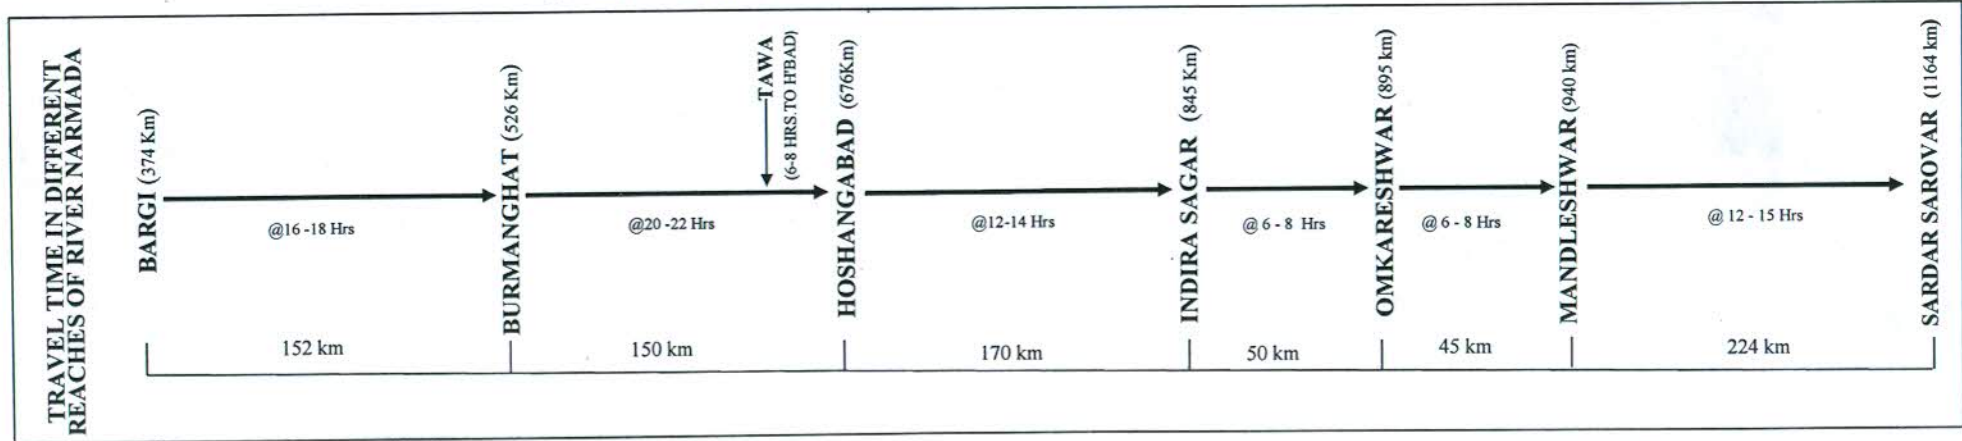 TRAVEL TIME IN DIFFERENT
REACHES OF RIVER NARMADA
BARGI (374 Km)
@16 -18 Hrs
BURMANGHAT (526 Km)
@20 -22 Hrs
TAWA
(6-8 HRS.TO H'BAD)
HOSHANGABAD (676Km)
@12-14 Hrs
INDIRA SAGAR (845 Km)
@ 6 - 8 Hrs
OMKARESHWAR (895 km)
@ 6 - 8 Hrs
MANDLESHWAR (940 km)
@ 12 - 15 Hrs
SARDAR SAROVAR (1164 km)
152 km
150 km
170 km
50 km
45 km
224 km